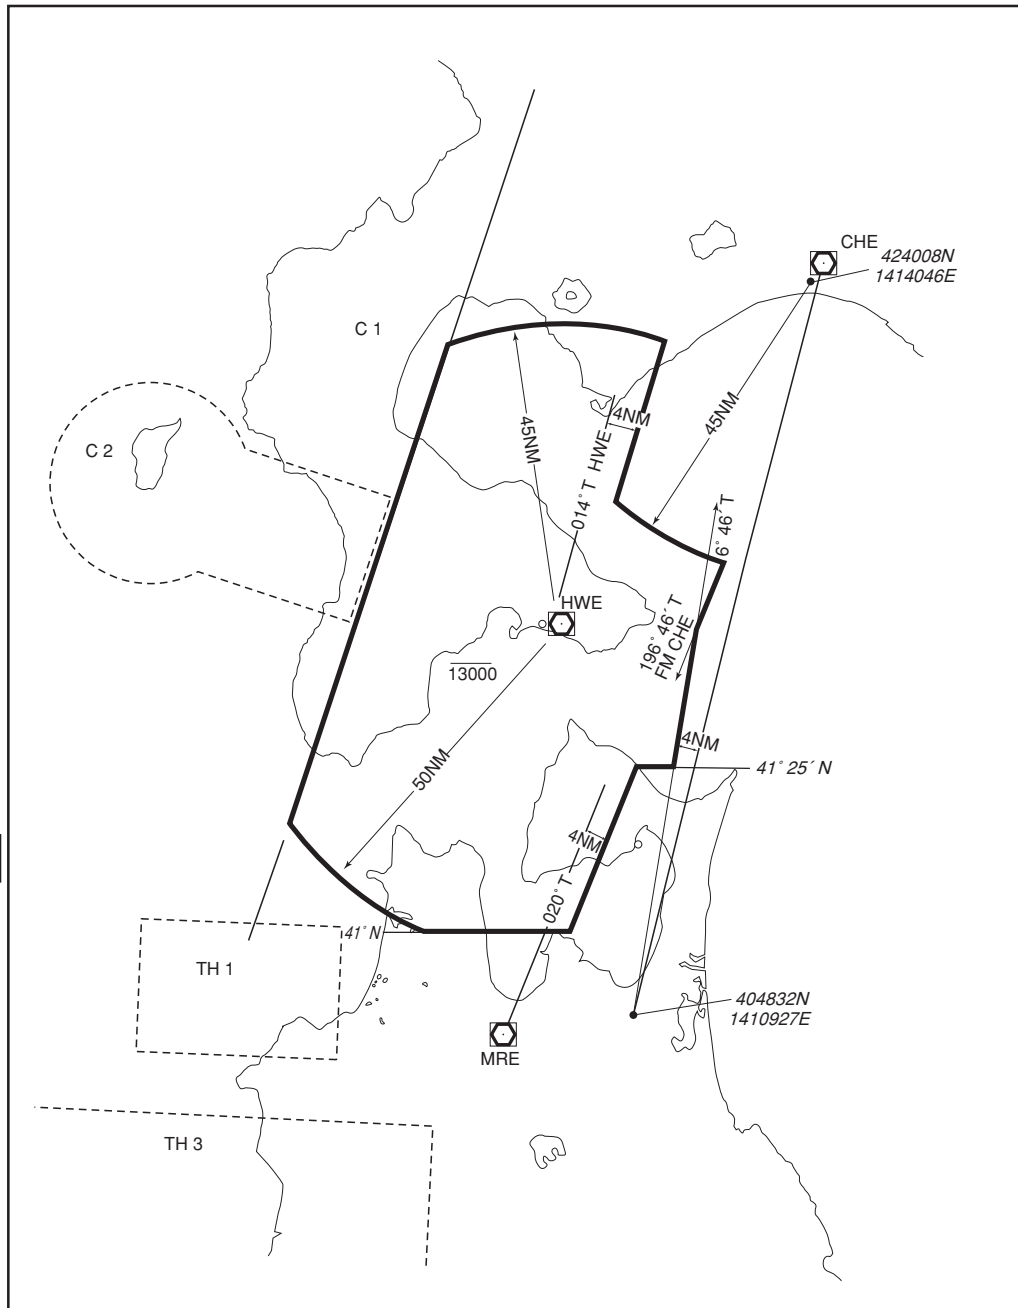 CHE
424008N
1414046E
C 1
45NM
4NM
45NM
C 2
014° T HWE
6° 46´ T
HWE
196° 46´ T
FM CHE
13000
4NM
41° 25´ N
50NM
4NM
020° T
41° N
TH 1
404832N
1410927E
MRE
TH 3